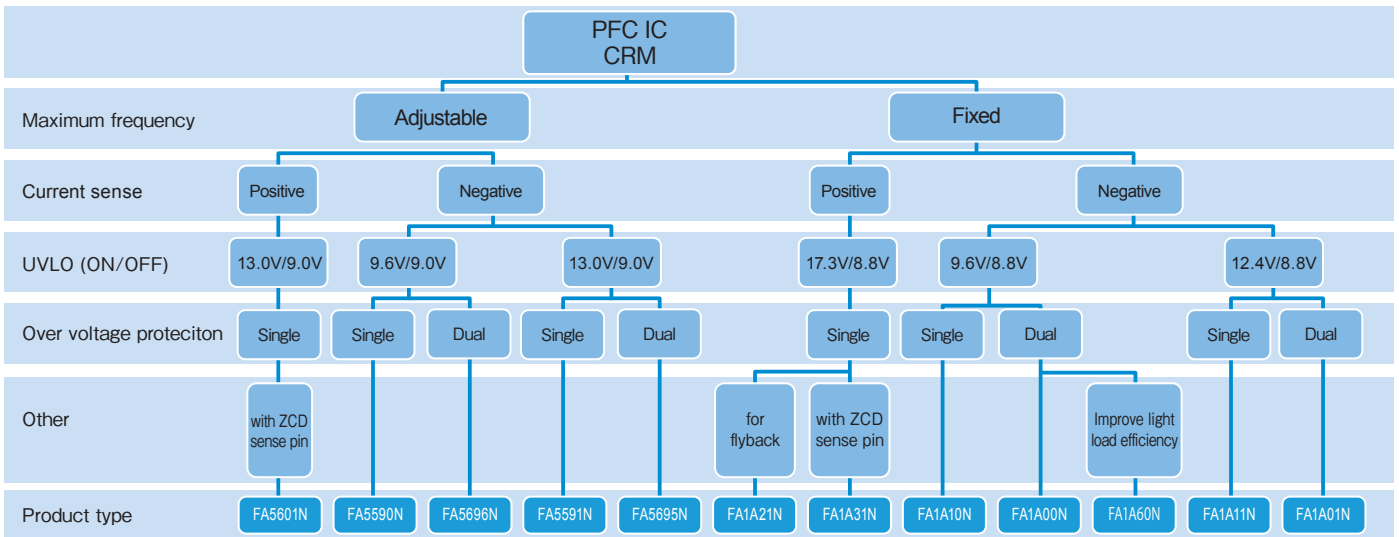 PFC IC
CRM
Maximum frequency
Adjustable
Fixed
Current sense
Positive
Negative
Positive
Negative
UVLO (ON/OFF)
13.0V/9.0V
9.6V/9.0V
13.0V/9.0V
17.3V/8.8V
9.6V/8.8V
12.4V/8.8V
Over voltage proteciton
Single
Single
Dual
Single
Dual
Single
Single
Dual
Single
Dual
Other
with ZCD
sense pin
for
flyback
with ZCD
sense pin
Improve light
load efficiency
Product type
FA5601N
FA5590N
FA5696N
FA5591N
FA5695N
FA1A21N
FA1A31N
FA1A10N
FA1A00N
FA1A60N
FA1A11N
FA1A01N